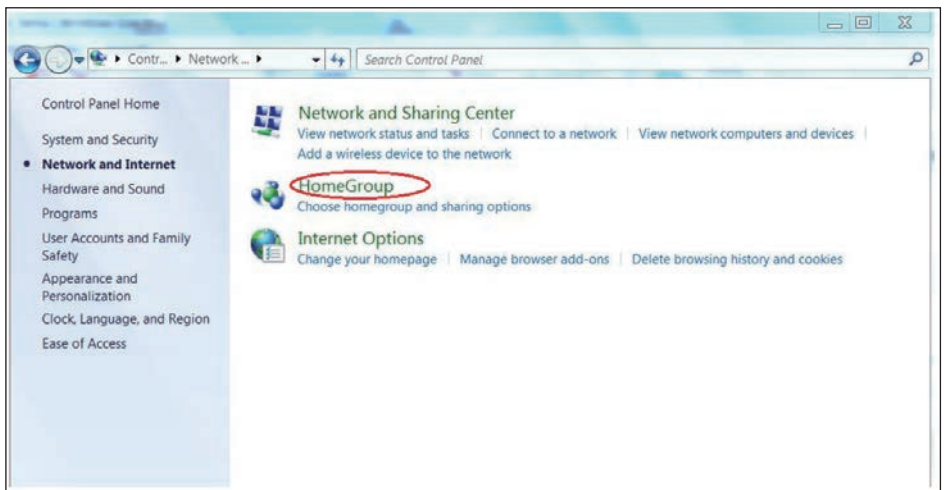 Contr... Network ... Search Control Panel
Control Panel Home
System and Security
Network and Internet
Hardware and Sound
Programs
User Accounts and Family
Safety
Appearance and
Personalization
Clock, Language, and Region
Ease of Access
Network and Sharing Center
View network status and tasks | Connect to a network | View network computers and devices |
Add a wireless device to the network
HomeGroup
Choose homegroup and sharing options
Internet Options
Change your homepage | Manage browser add-ons | Delete browsing history and cookies